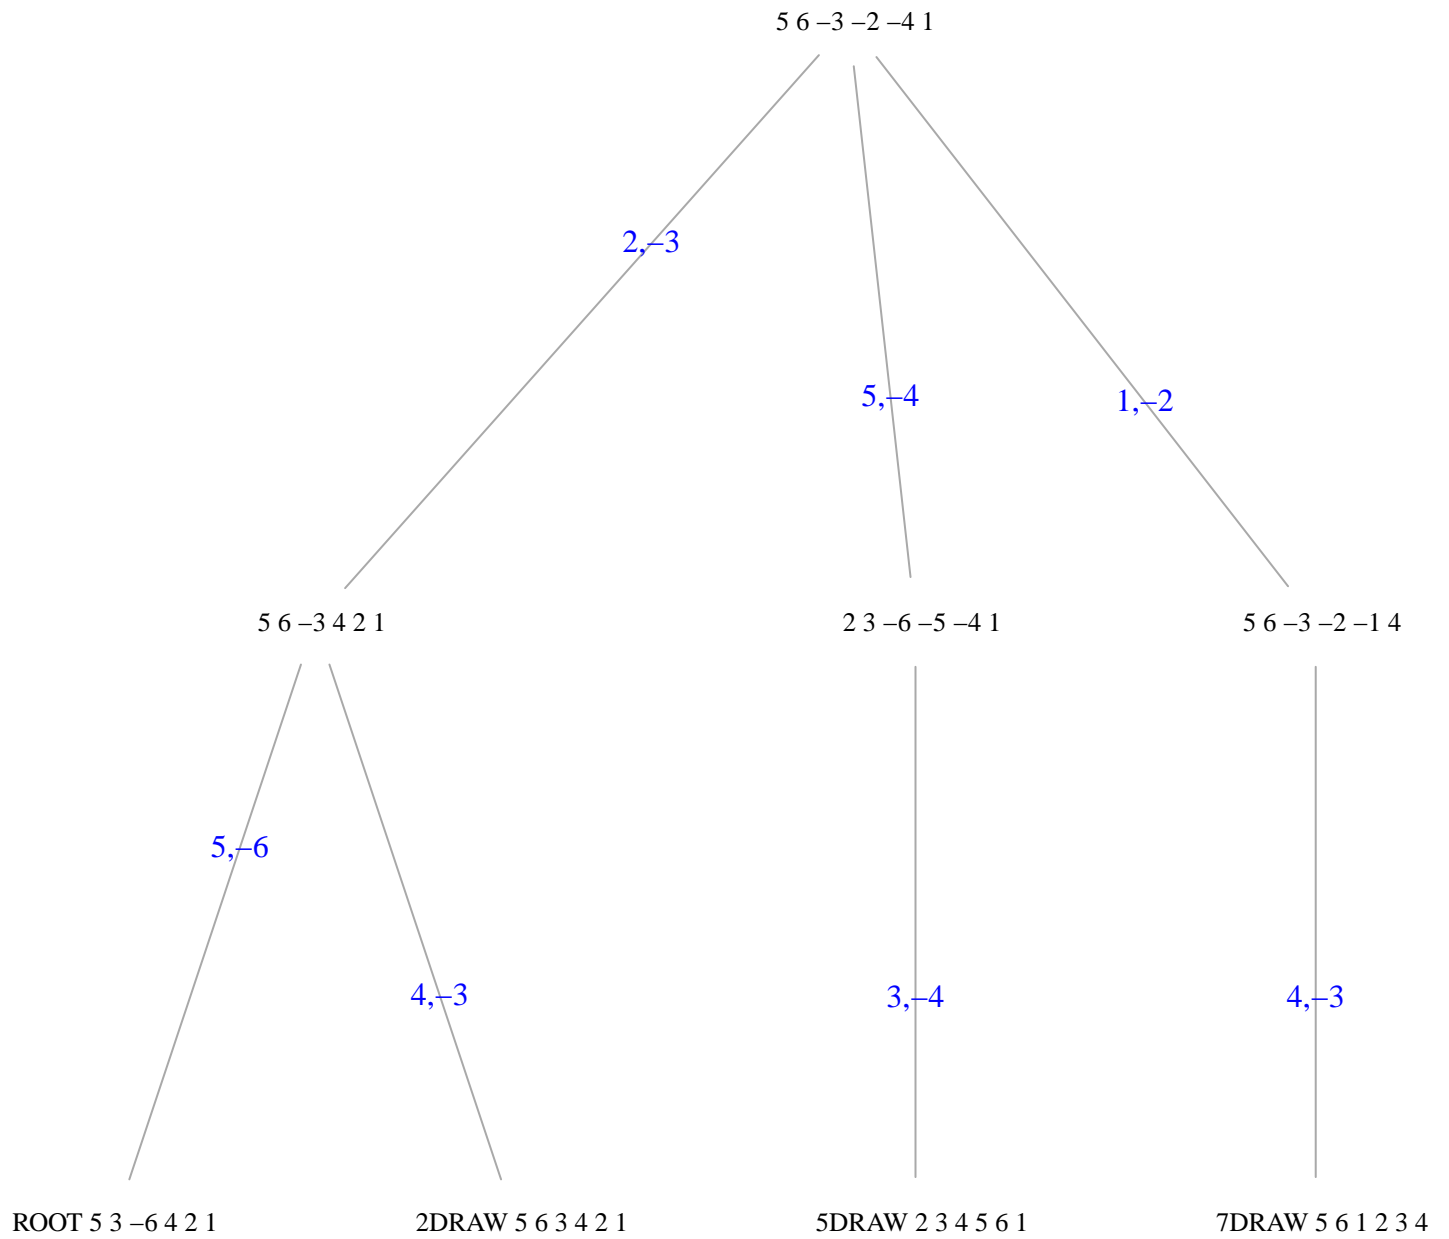 5 6 –3 –2 –4 1
2,–3
5,–4
1,–2
5 6 –3 4 2 1
2 3 –6 –5 –4 1
5 6 –3 –2 –1 4
5,–6
4,–3
3,–4
4,–3
ROOT 5 3 –6 4 2 1
2DRAW 5 6 3 4 2 1
5DRAW 2 3 4 5 6 1
7DRAW 5 6 1 2 3 4